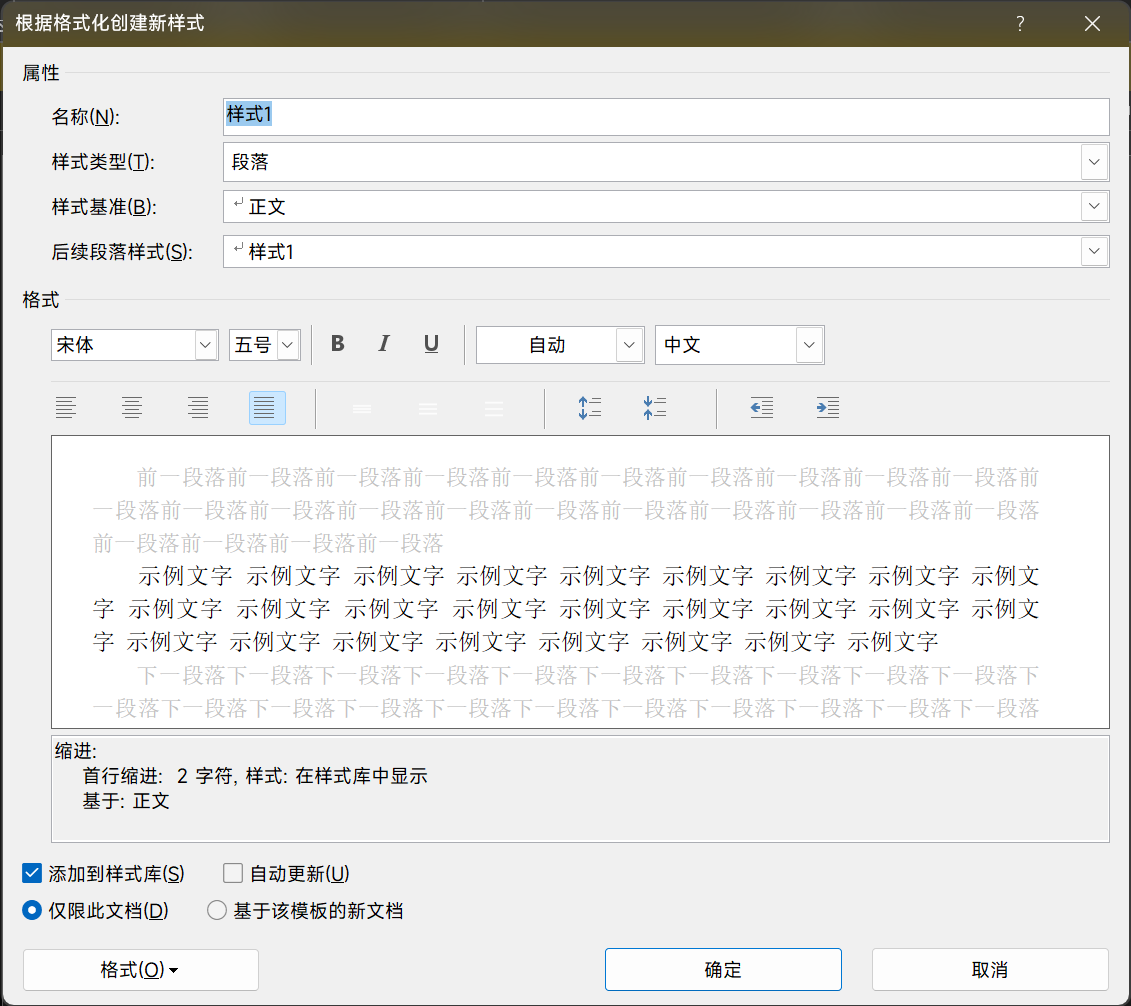 根据格式化创建新样式 ?
属性
名称(N): 样式1
样式类型(T): 段落
样式基准(B): ↵ 正文
后续段落样式(S): ↵ 样式1
格式
宋体 五号 B I U 自动 中文
前一段落前一段落前一段落前一段落前一段落前一段落前一段落前一段落前一段落前一段落前
一段落前一段落前一段落前一段落前一段落前一段落前一段落前一段落前一段落前一段落前一段落
前一段落前一段落前一段落前一段落
示例文字 示例文字 示例文字 示例文字 示例文字 示例文字 示例文字 示例文字 示例文
字 示例文字 示例文字 示例文字 示例文字 示例文字 示例文字 示例文字 示例文字 示例文
字 示例文字 示例文字 示例文字 示例文字 示例文字 示例文字 示例文字 示例文字
下一段落下一段落下一段落下一段落下一段落下一段落下一段落下一段落下一段落下一段落下
一段落下一段落下一段落下一段落下一段落下一段落下一段落下一段落下一段落下一段落下一段落
缩进:
首行缩进: 2 字符, 样式: 在样式库中显示
基于: 正文
添加到样式库(S) 自动更新(U)
仅限此文档(D) 基于该模板的新文档
格式(O) 确定 取消